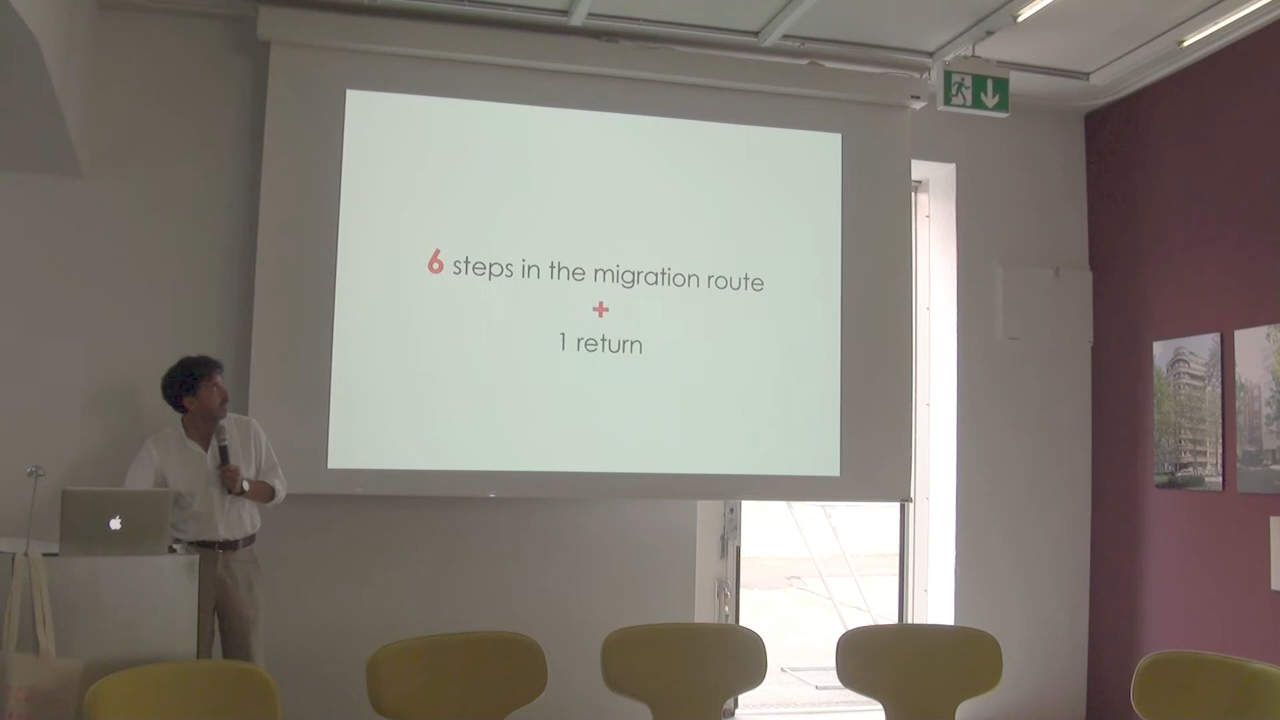 6 steps in the migration route
+
1 return